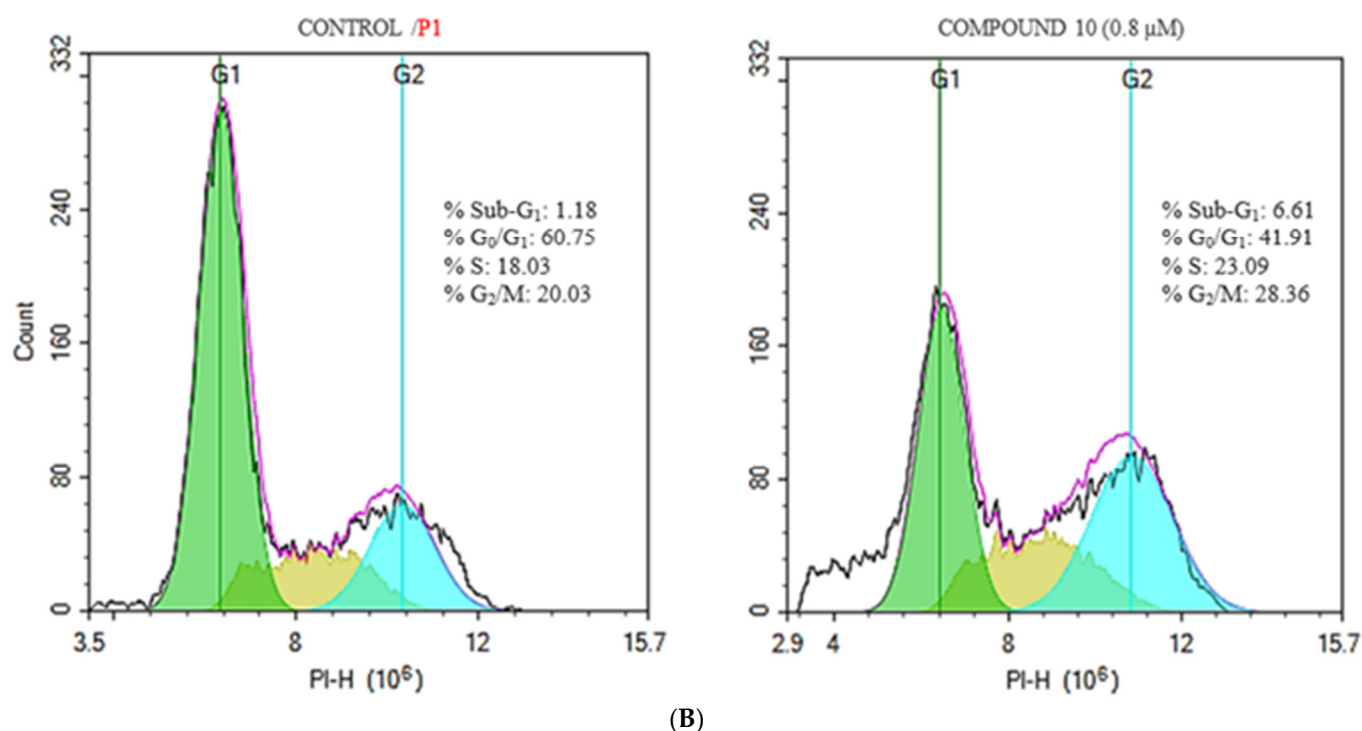 CONTROL /P1
332
G1
G2
240
% Sub-G₁: 1.18
% G₀/G₁: 60.75
% S: 18.03
% G₂/M: 20.03
160
Count
80
0
3.5
8
12
15.7
PI-H (10⁶)
COMPOUND 10 (0.8 µM)
332
G1
G2
240
% Sub-G₁: 6.61
% G₀/G₁: 41.91
% S: 23.09
% G₂/M: 28.36
160
80
0
2.9
4
8
12
15.7
PI-H (10⁶)
(B)